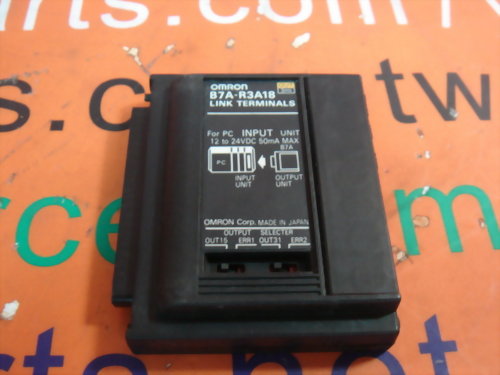 omRon
B7A-R3A18
LINK TERMINALS
For PC INPUT UNIT
12 to 24VDC 50mA MAX
B7A
PC
INPUT UNIT
OUTPUT UNIT
OMRON Corp. MADE IN JAPAN
OUTPUT SELECTER
OUT15 ERR1 OUT31 ERR2